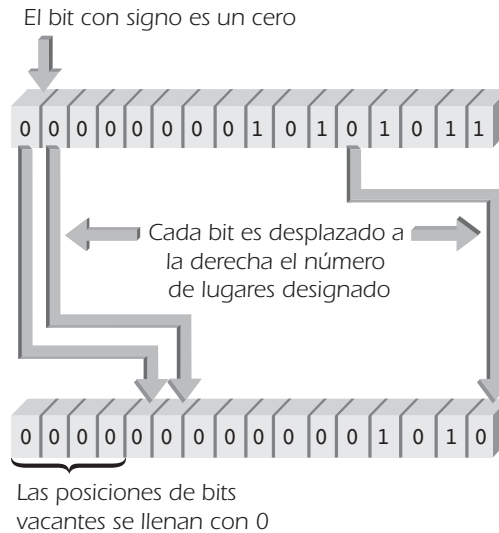 El bit con signo es un cero
0 0 0 0 0 0 0 0 1 0 1 0 1 0 1 1
Cada bit es desplazado a
la derecha el número
de lugares designado
0 0 0 0 0 0 0 0 0 0 0 0 1 0 1 0
Las posiciones de bits
vacantes se llenan con 0